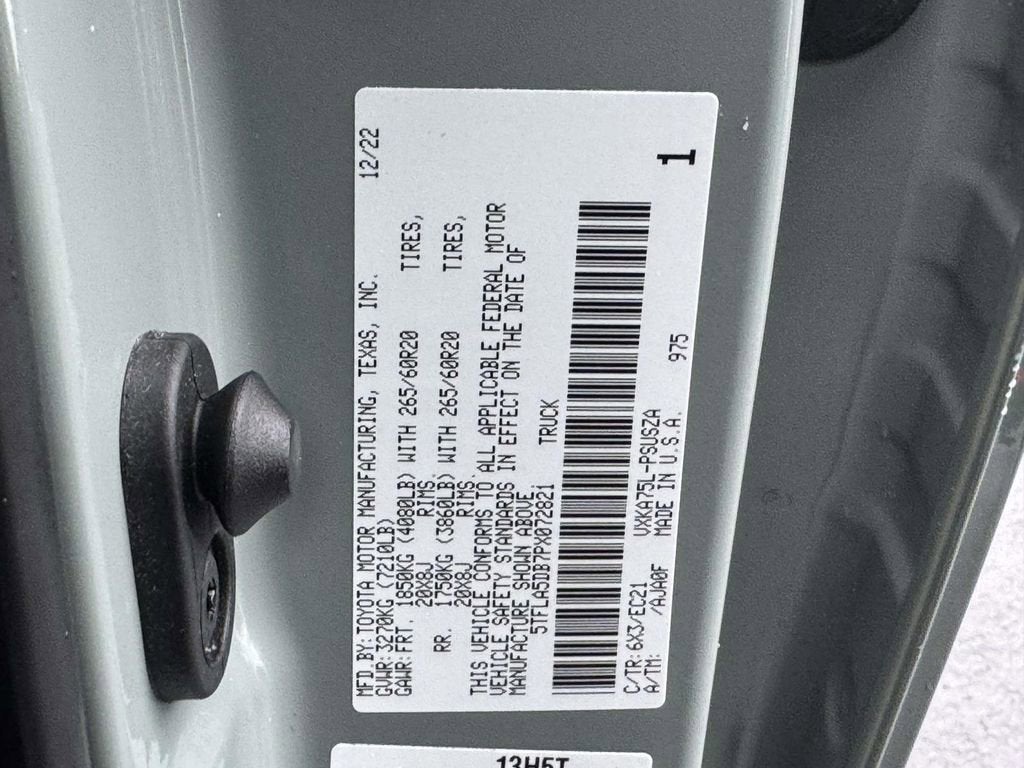 MFD.BY: TOYOTA MOTOR MANUFACTURING, TEXAS, INC. 12/22
GVWR: 3270KG (7210LB)
GAWR: FRT. 1850KG (4080LB) WITH 265/60R20 TIRES,
20X8J RIMS.
RR. 1750KG (3860LB) WITH 265/60R20 TIRES,
20X8J RIMS.
THIS VEHICLE CONFORMS TO ALL APPLICABLE FEDERAL MOTOR
VEHICLE SAFETY STANDARDS IN EFFECT ON THE DATE OF
MANUFACTURE SHOWN ABOVE.
5TFLA5DB7PX072821 TRUCK
1
C/TR: 6X3/EC21 VXKA75L-PSUSZA 975
A/TM: /AJA0F MADE IN U.S.A.
13H5T